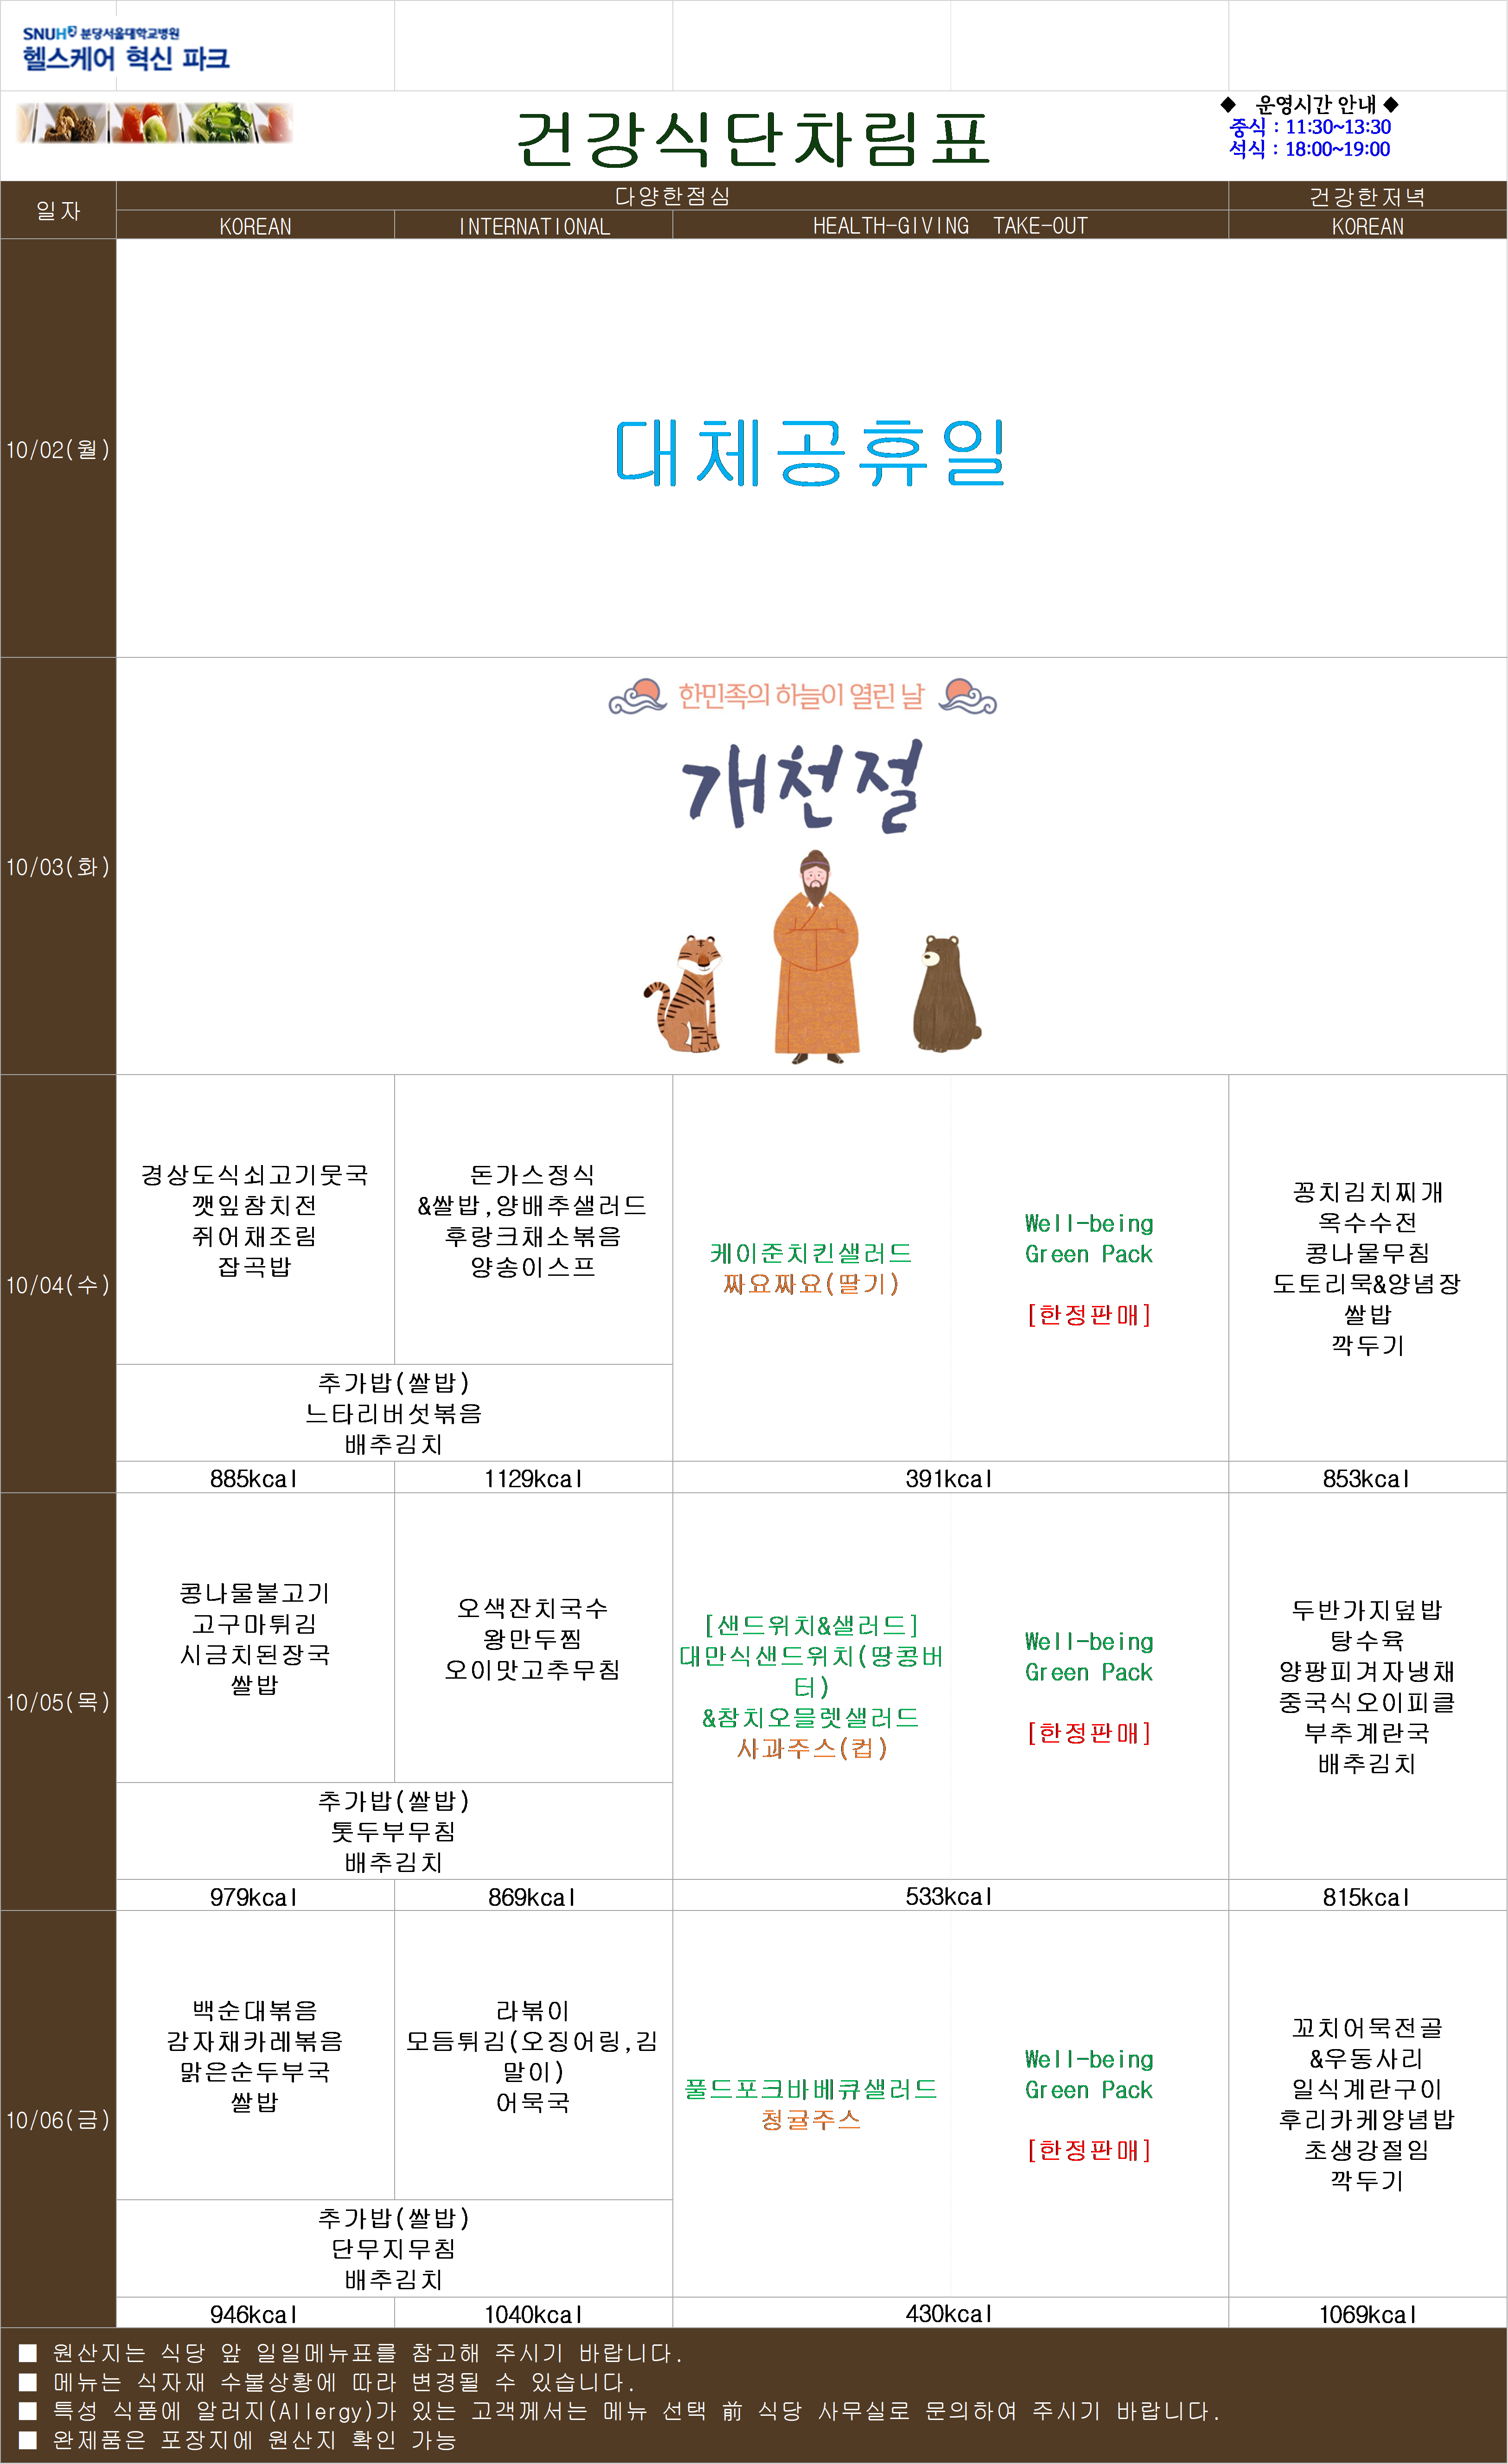 SNUH 분당서울대학교병원
헬스케어 혁신 파크
건강식단차림표
◆ 운영시간 안내 ◆
중식 : 11:30~13:30
석식 : 18:00~19:00
일자
다양한점심
건강한저녁
KOREAN
INTERNATIONAL
HEALTH-GIVING TAKE-OUT
KOREAN
10/02(월)
대체공휴일
10/03(화)
한민족의 하늘이 열린 날
개천절
10/04(수)
경상도식쇠고기뭇국
깻잎참치전
쥐어채조림
잡곡밥
돈가스정식
&쌀밥,양배추샐러드
후랑크채소볶음
양송이스프
추가밥(쌀밥)
느타리버섯볶음
배추김치
케이준치킨샐러드
짜요짜요(딸기)
Well-being
Green Pack
[한정판매]
꽁치김치찌개
옥수수전
콩나물무침
도토리묵&양념장
쌀밥
깍두기
885kcal
1129kcal
391kcal
853kcal
10/05(목)
콩나물불고기
고구마튀김
시금치된장국
쌀밥
오색잔치국수
왕만두찜
오이맛고추무침
추가밥(쌀밥)
톳두부무침
배추김치
[샌드위치&샐러드]
대만식샌드위치(땅콩버
터)
&참치오믈렛샐러드
사과주스(컵)
Well-being
Green Pack
[한정판매]
두반가지덮밥
탕수육
양팡피겨자냉채
중국식오이피클
부추계란국
배추김치
979kcal
869kcal
533kcal
815kcal
10/06(금)
백순대볶음
감자채카레볶음
맑은순두부국
쌀밥
라볶이
모듬튀김(오징어링,김
말이)
어묵국
추가밥(쌀밥)
단무지무침
배추김치
풀드포크바베큐샐러드
청귤주스
Well-being
Green Pack
[한정판매]
꼬치어묵전골
&우동사리
일식계란구이
후리카케양념밥
초생강절임
깍두기
946kcal
1040kcal
430kcal
1069kcal
■ 원산지는 식당 앞 일일메뉴표를 참고해 주시기 바랍니다.
■ 메뉴는 식자재 수불상황에 따라 변경될 수 있습니다.
■ 특성 식품에 알러지(Allergy)가 있는 고객께서는 메뉴 선택 前 식당 사무실로 문의하여 주시기 바랍니다.
■ 완제품은 포장지에 원산지 확인 가능